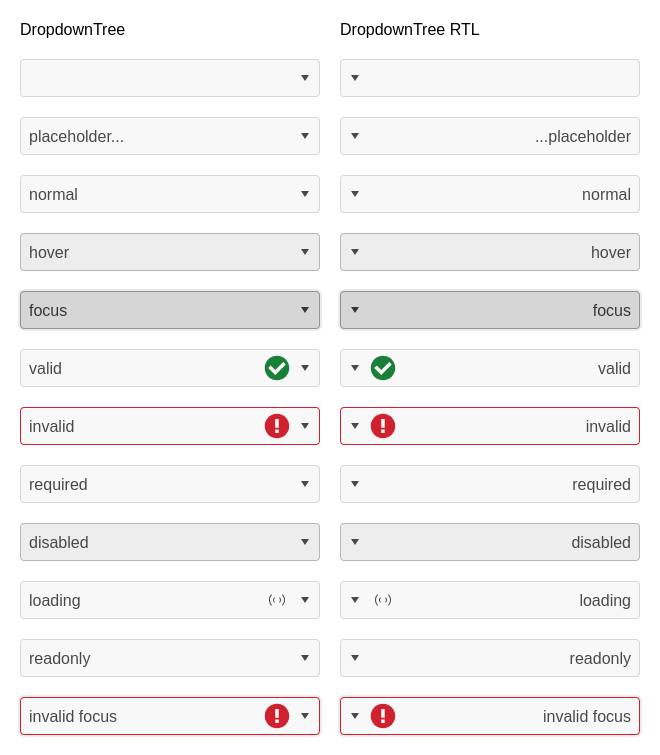 DropdownTree
DropdownTree RTL
placeholder...
...placeholder
normal
normal
hover
hover
focus
focus
valid
valid
invalid
invalid
required
required
disabled
disabled
loading
loading
readonly
readonly
invalid focus
invalid focus